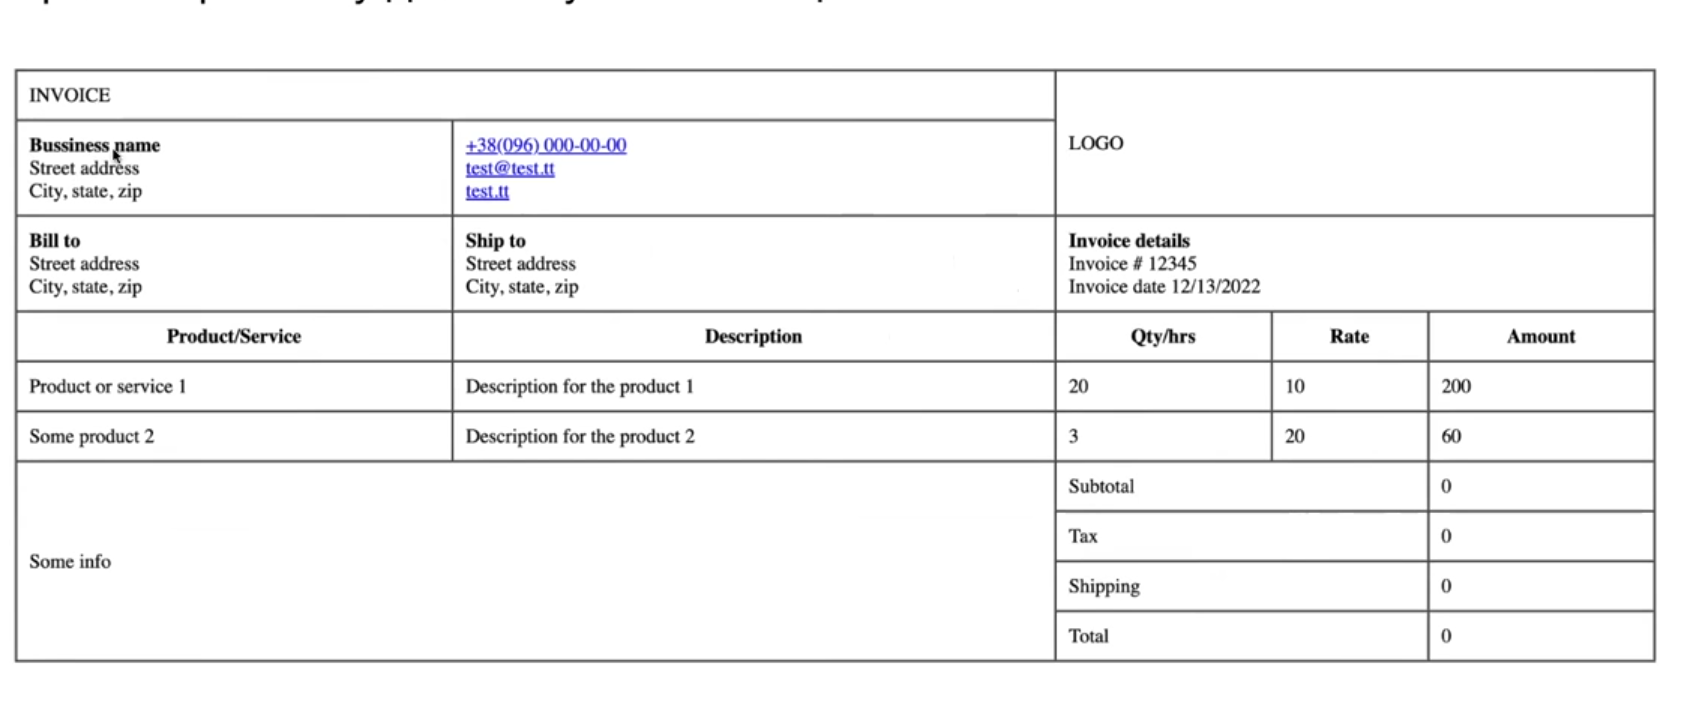 INVOICE
LOGO
Bussiness name
Street address
City, state, zip
+38(096) 000-00-00
test@test.tt
test.tt
Bill to
Street address
City, state, zip
Ship to
Street address
City, state, zip
Invoice details
Invoice # 12345
Invoice date 12/13/2022
Product/Service Description Qty/hrs Rate Amount
Product or service 1 Description for the product 1 20 10 200
Some product 2 Description for the product 2 3 20 60
Some info
Subtotal 0
Tax 0
Shipping 0
Total 0